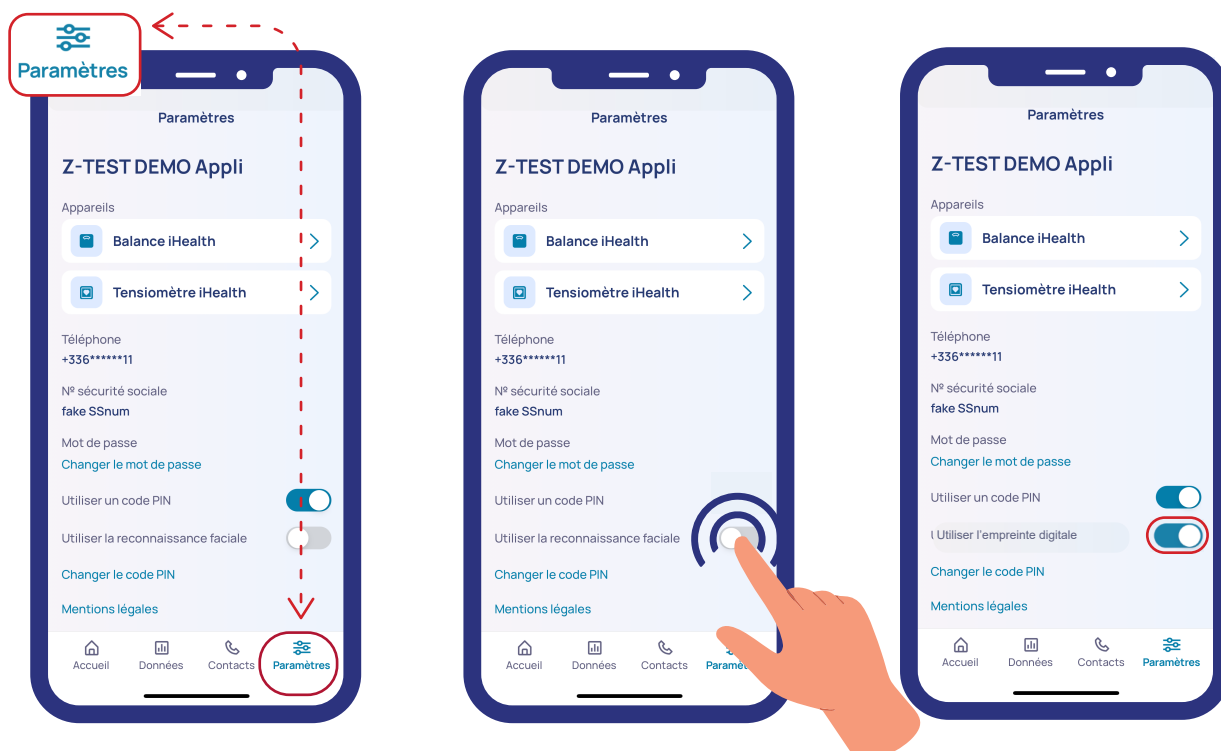 Paramètres
Paramètres
Z-TEST DEMO Appli
Appareils
Balance iHealth
Tensiomètre iHealth
Téléphone
+336******11
Nº sécurité sociale
fake SSnum
Mot de passe
Changer le mot de passe
Utiliser un code PIN
Utiliser la reconnaissance faciale
Changer le code PIN
Mentions légales
Accueil Données Contacts Paramètres
Paramètres
Z-TEST DEMO Appli
Appareils
Balance iHealth
Tensiomètre iHealth
Téléphone
+336******11
Nº sécurité sociale
fake SSnum
Mot de passe
Changer le mot de passe
Utiliser un code PIN
Utiliser la reconnaissance faciale
Changer le code PIN
Mentions légales
Accueil Données Contacts
Paramètres
Z-TEST DEMO Appli
Appareils
Balance iHealth
Tensiomètre iHealth
Téléphone
+336******11
Nº sécurité sociale
fake SSnum
Mot de passe
Changer le mot de passe
Utiliser un code PIN
Utiliser l'empreinte digitale
Changer le code PIN
Mentions légales
Accueil Données Contacts Paramètres